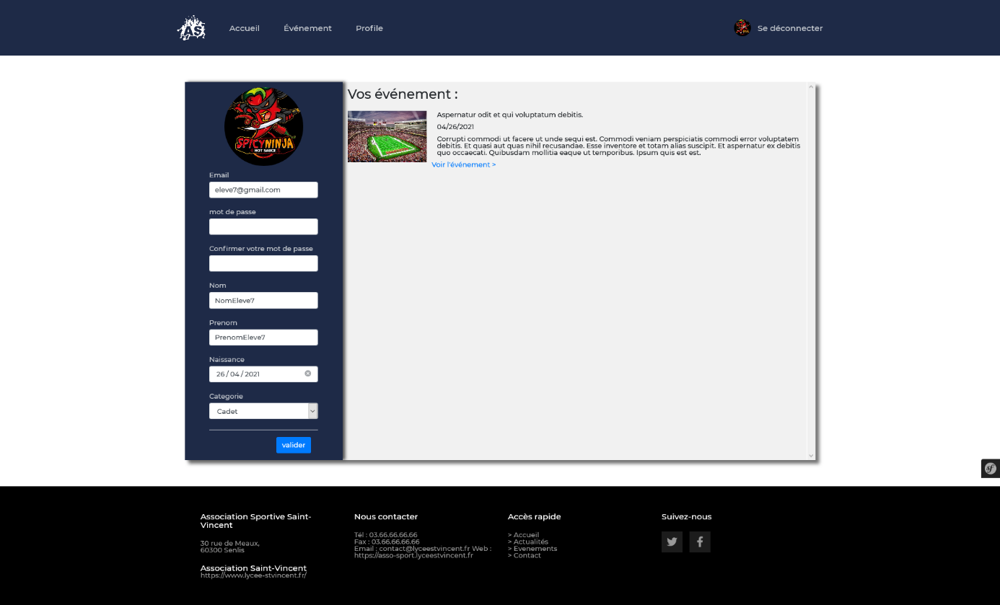 AS
Accueil
Événement
Profile
Se déconnecter
SPICYNINJA
HOT SAUCE
Email
eleve7@gmail.com
mot de passe
Confirmer votre mot de passe
Nom
NomEleve7
Prenom
PrenomEleve7
Naissance
26 / 04 / 2021
Categorie
Cadet
valider
Vos événement :
Aspernatur odit et qui voluptatum debitis.
04/26/2021
Corrupti commodi ut facere ut unde sequi est. Commodi veniam perspiciatis commodi error voluptatem
debitis. Et quasi aut quas nihil recusandae. Esse inventore et totam alias suscipit. Et aspernatur ex debitis
quo occaecati. Quibusdam mollitia eaque ut temporibus. Ipsum quis est est.
Voir l'événement >
sf
Association Sportive Saint-
Vincent
30 rue de Meaux,
60300 Senlis
Association Saint-Vincent
https://www.lycee-stvincent.fr/
Nous contacter
Tél : 03.66.66.66.66
Fax : 03.66.66.66.66
Email : contact@lyceestvincent.fr Web :
https://asso-sport.lyceestvincent.fr
Accès rapide
> Accueil
> Actualités
> Evenements
> Contact
Suivez-nous